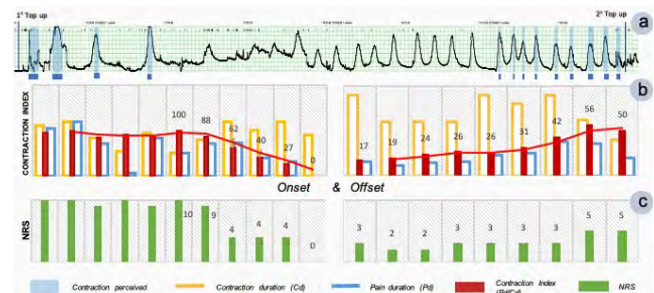 1° Top up
2° Top up
a
CONTRACTION INDEX
b
100
88
62
40
27
0
17
19
24
26
26
31
42
56
50
Onset & Offset
c
NRS
10
9
4
4
4
0
3
2
2
3
3
3
3
5
5
Contraction perceived
Contraction duration (Cd)
Pain duration (Pd)
Contraction Index
(Pd/Cd)
NRS